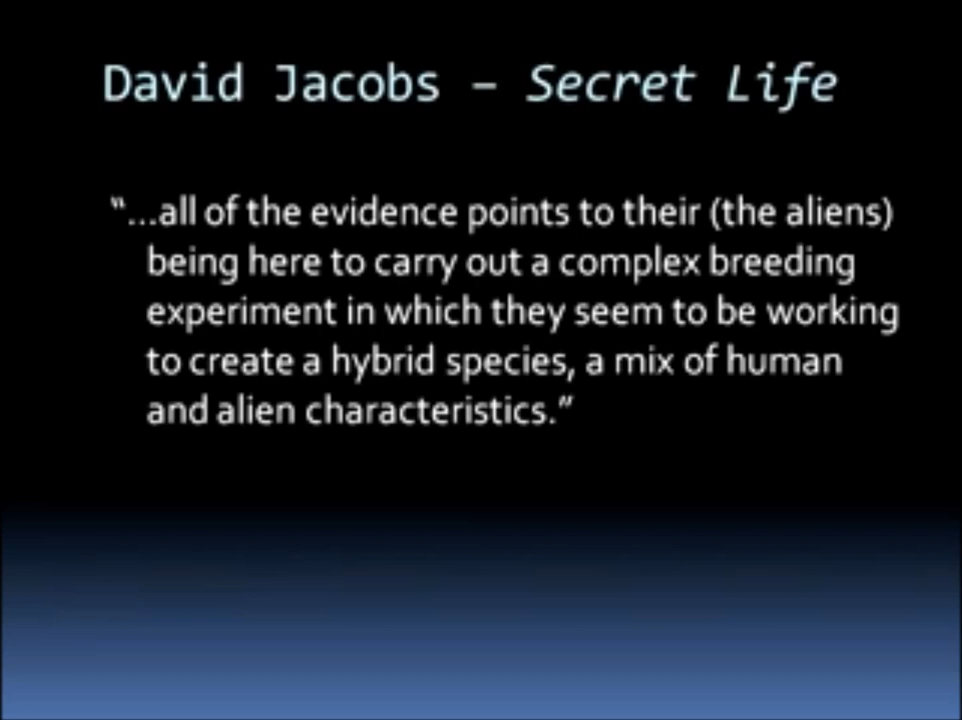 David Jacobs – Secret Life
“...all of the evidence points to their (the aliens)
being here to carry out a complex breeding
experiment in which they seem to be working
to create a hybrid species, a mix of human
and alien characteristics.”